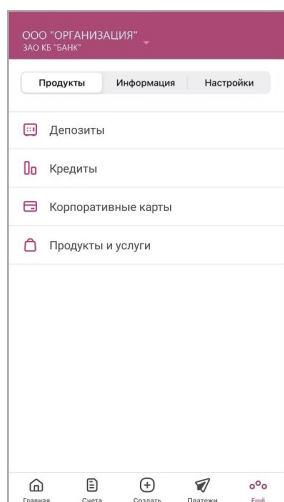 ООО "ОРГАНИЗАЦИЯ"
ЗАО КБ "БАНК"
Продукты Информация Настройки
Депозиты
Кредиты
Корпоративные карты
Продукты и услуги
Главная Счета Создать Платежи Ещё